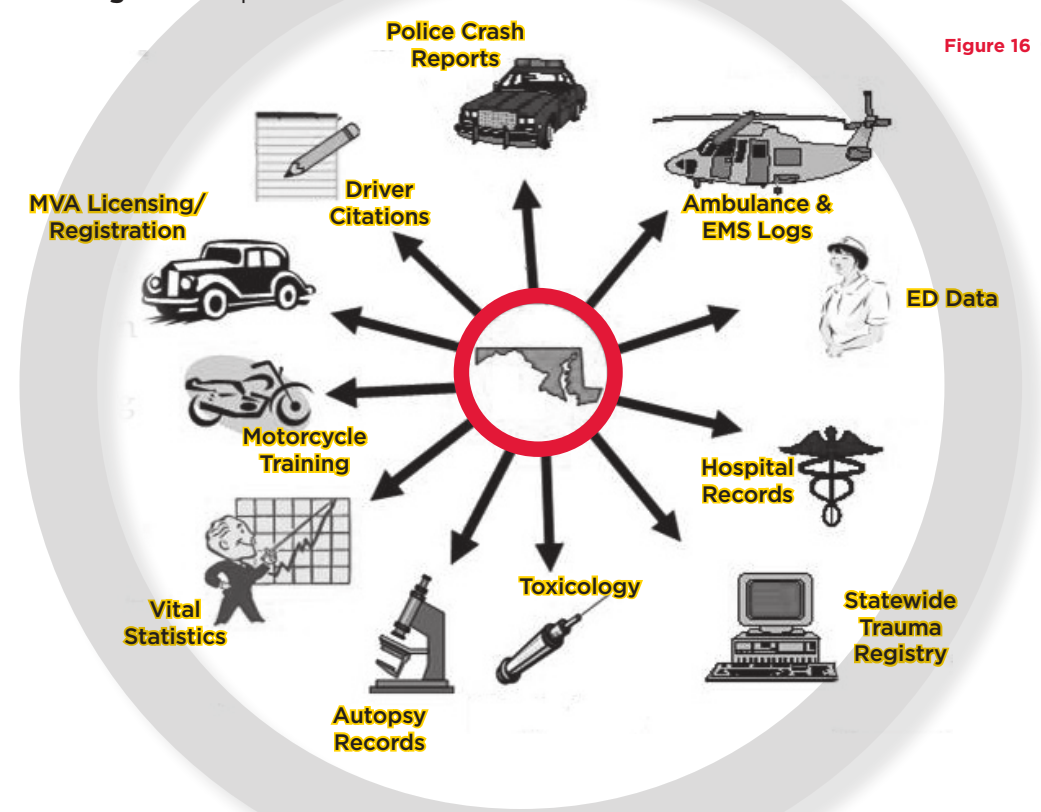 Figure 16
Police Crash
Reports
Ambulance &
EMS Logs
ED Data
Hospital
Records
Statewide
Trauma
Registry
Toxicology
Autopsy
Records
Vital
Statistics
Motorcycle
Training
MVA Licensing/
Registration
Driver
Citations